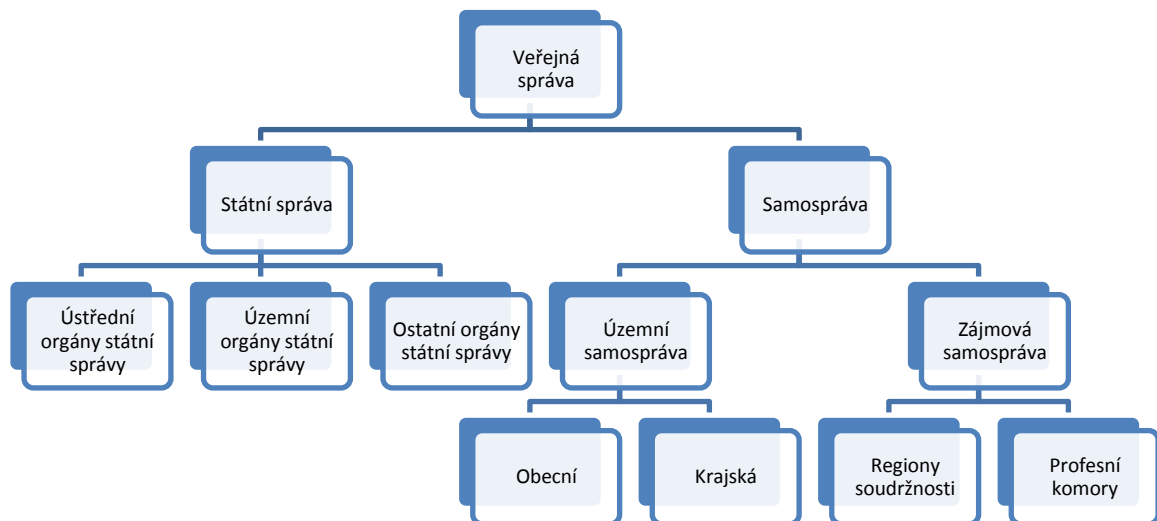 Veřejná
správa
Státní správa
Samospráva
Ústřední
orgány státní
správy
Územní
orgány státní
správy
Ostatní orgány
státní správy
Územní
samospráva
Zájmová
samospráva
Obecní
Krajská
Regiony
soudržnosti
Profesní
komory